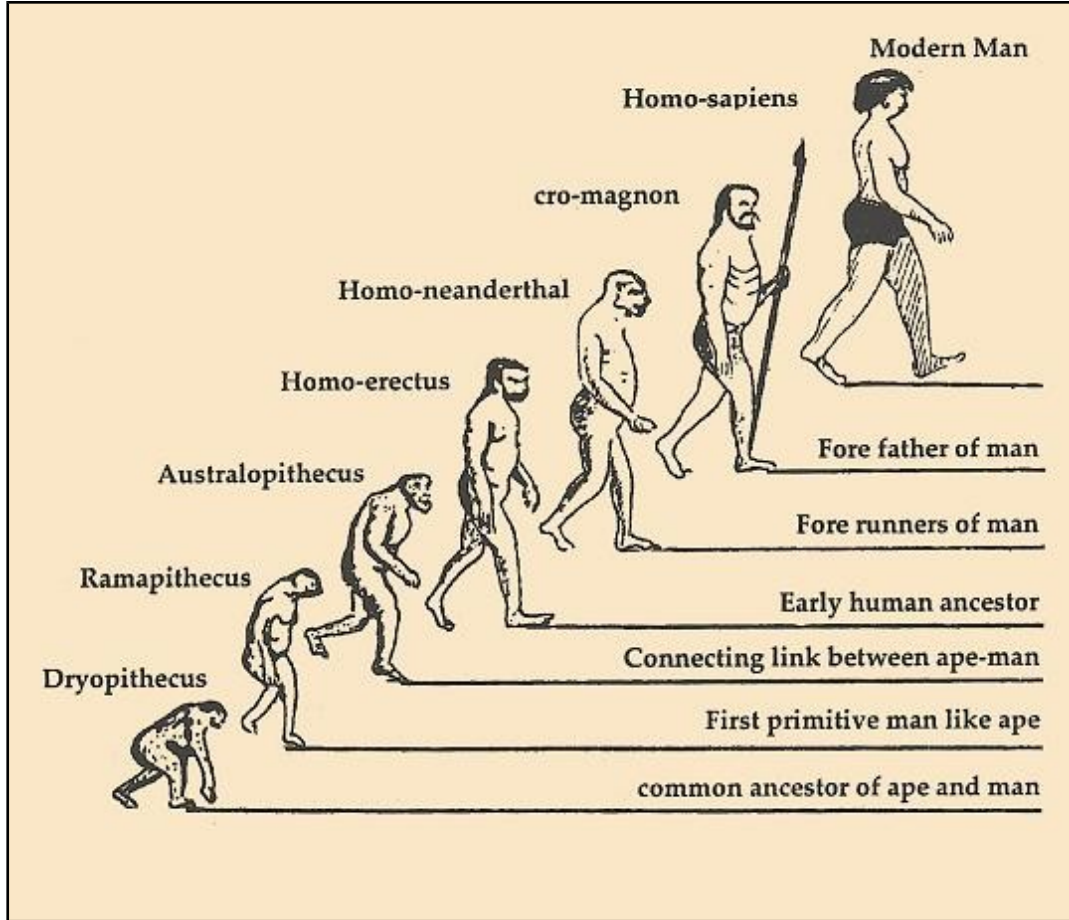 Modern Man
Homo-sapiens
cro-magnon
Homo-neanderthal
Homo-erectus
Fore father of man
Australopithecus
Fore runners of man
Ramapithecus
Early human ancestor
Connecting link between ape-man
Dryopithecus
First primitive man like ape
common ancestor of ape and man